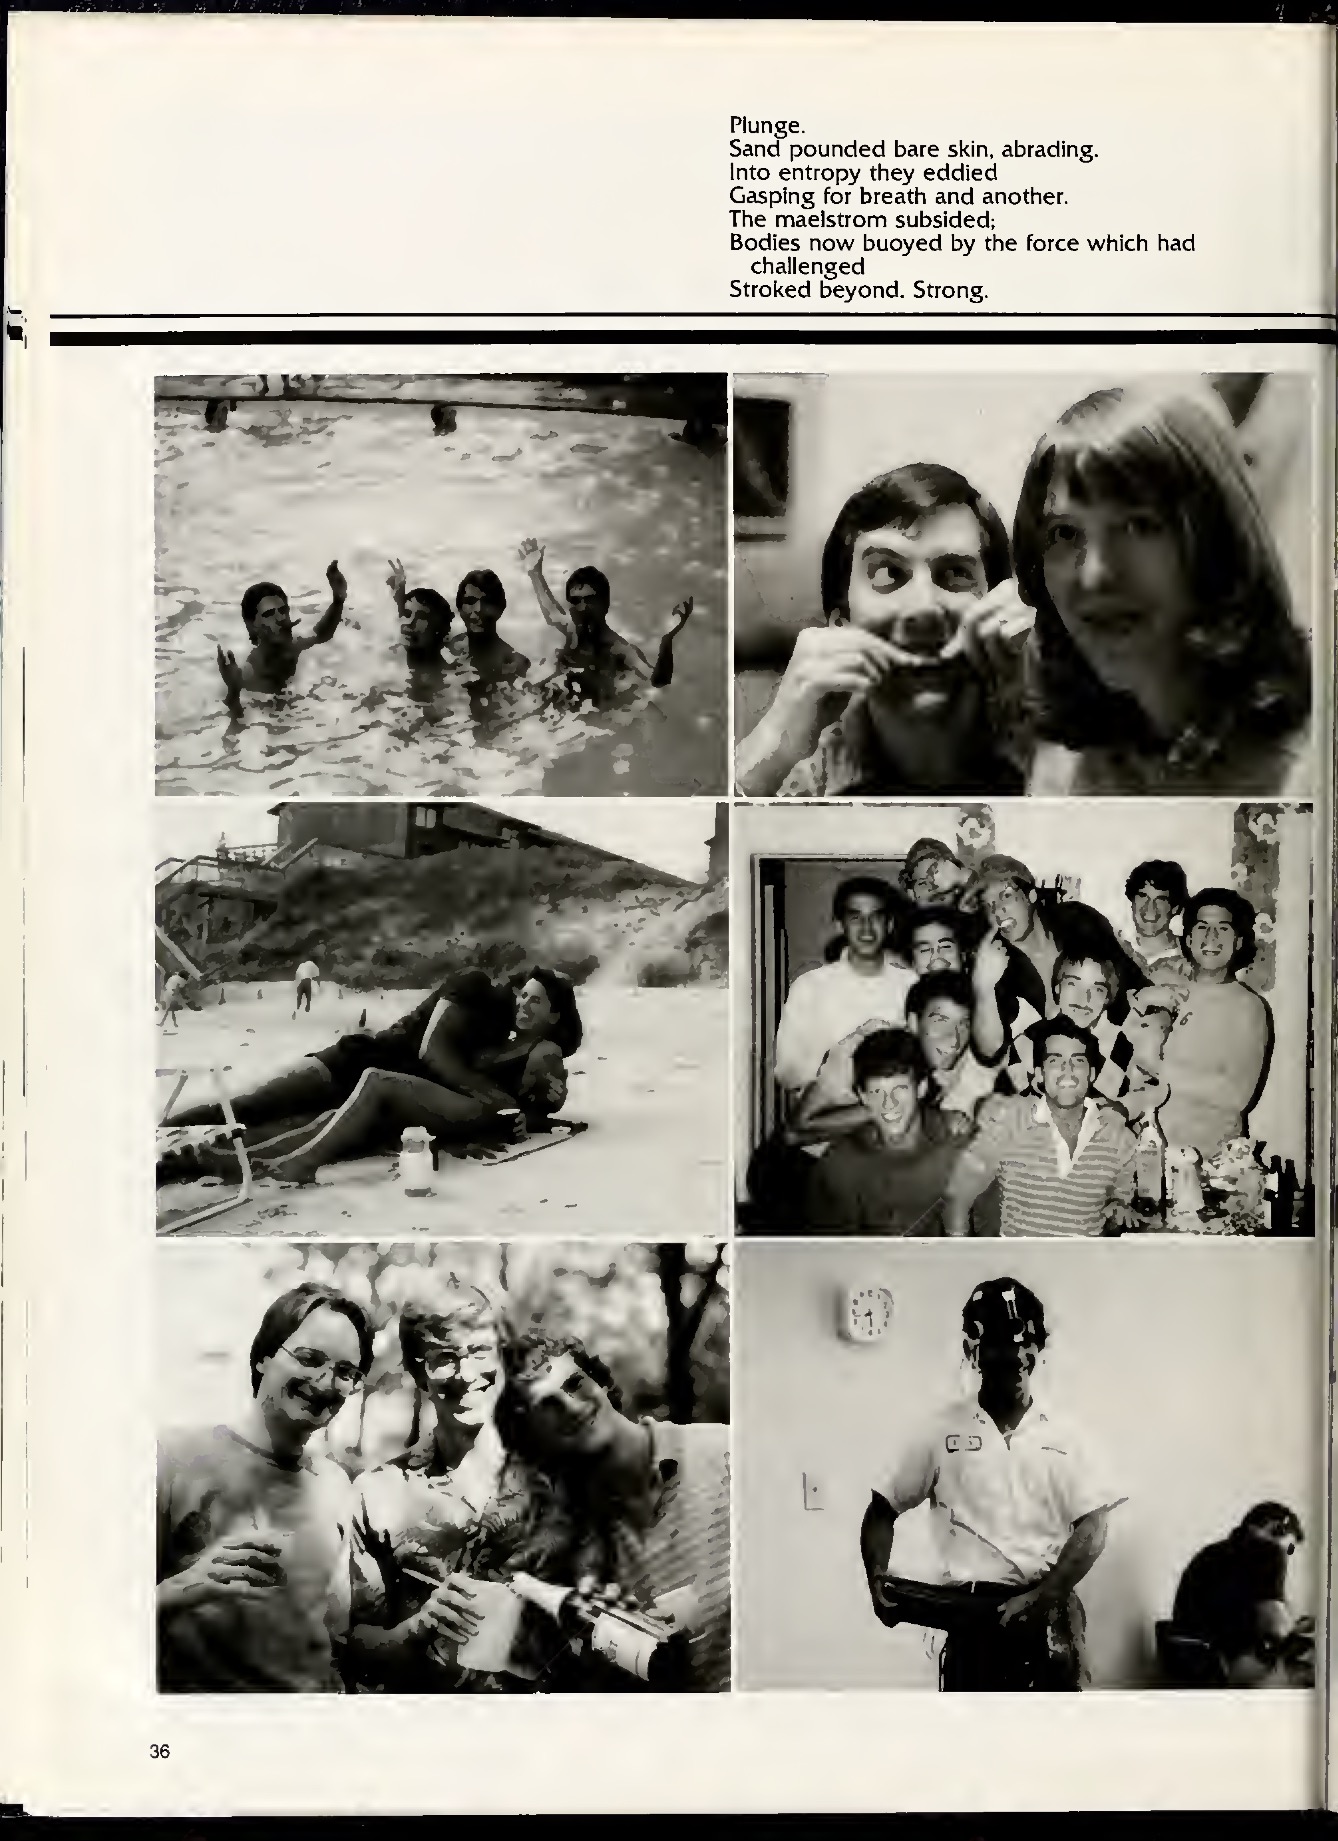 Plunge.
Sand pounded bare skin, abrading.
Into entropy they eddied
Gasping for breath and another.
The maelstrom subsided;
Bodies now buoyed by the force which had
challenged
Stroked beyond. Strong.
36